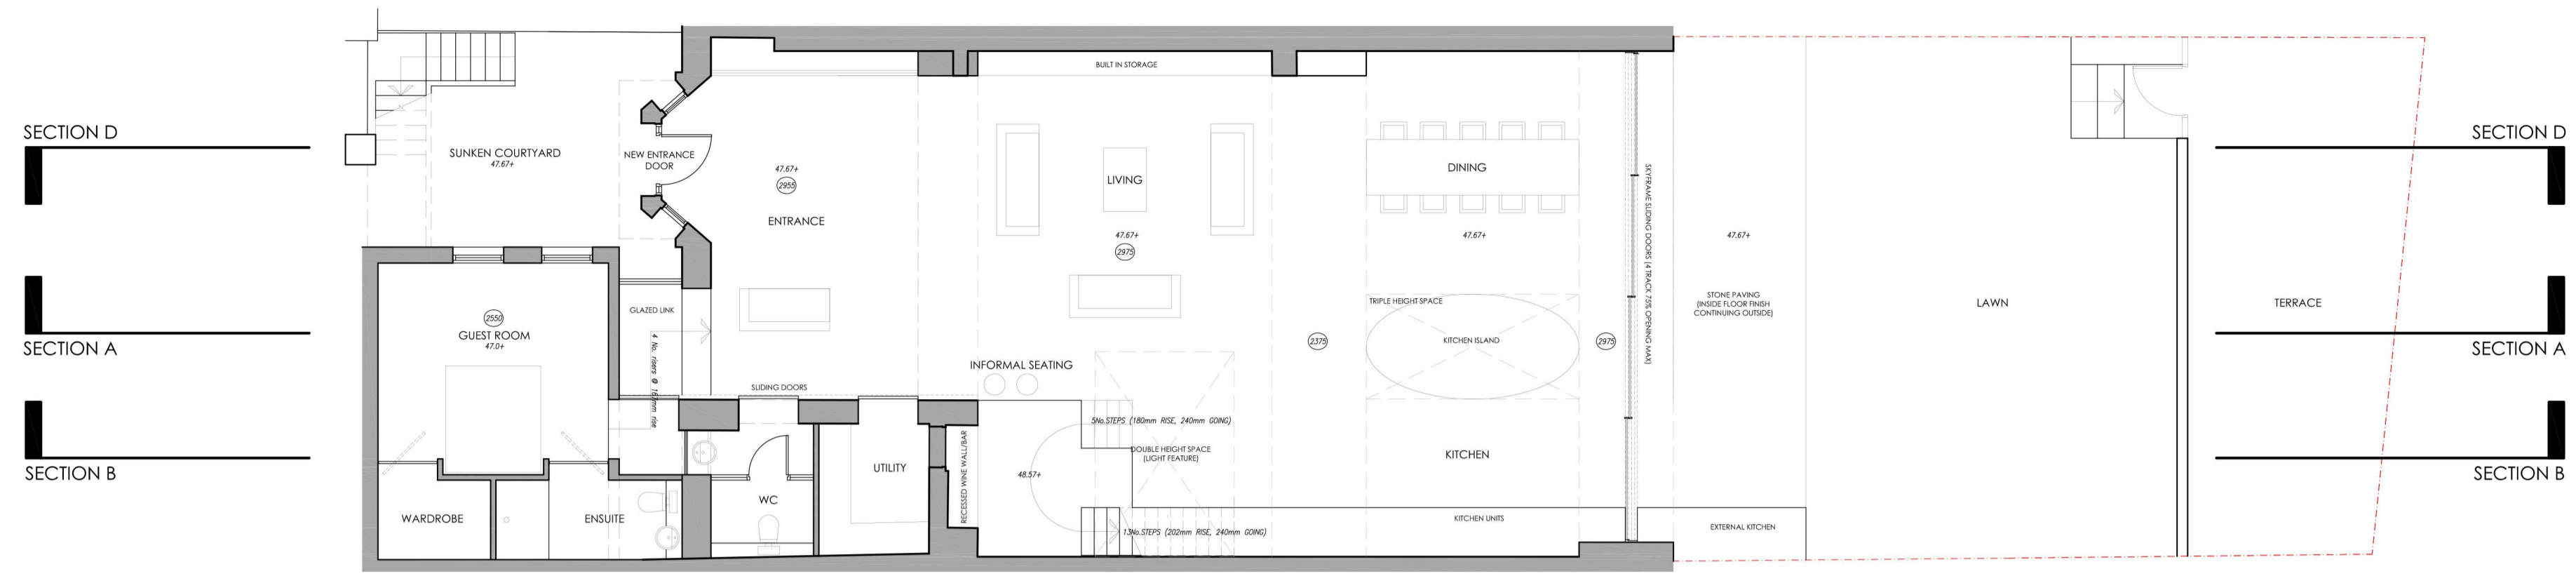 BUILT IN STORAGE
SECTION D
SECTION D
SUNKEN COURTYARD
47.67+
NEW ENTRANCE
DOOR
47.67+
2955
ENTRANCE
LIVING
47.67+
2975
DINING
47.67+
SKYFRAME SLIDING DOORS (4 TRACK 75% OPENING MAX)
47.67+
STONE PAVING
(INSIDE FLOOR FINISH
CONTINUING OUTSIDE)
LAWN
TERRACE
GLAZED LINK
4 No. risers @ 167mm rise
2550
GUEST ROOM
47.0+
SECTION A
SECTION A
TRIPLE HEIGHT SPACE
KITCHEN ISLAND
2375
2975
INFORMAL SEATING
SLIDING DOORS
5No.STEPS (180mm RISE, 240mm GOING)
DOUBLE HEIGHT SPACE
(LIGHT FEATURE)
KITCHEN
SECTION B
SECTION B
UTILITY
RECESSED WINE WALL/BAR
48.57+
WC
WARDROBE
ENSUITE
13No.STEPS (202mm RISE, 240mm GOING)
KITCHEN UNITS
EXTERNAL KITCHEN